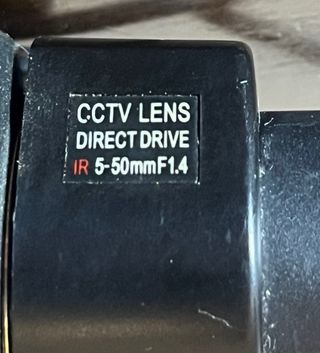 CCTV LENS
DIRECT DRIVE
IR 5-50mmF1.4